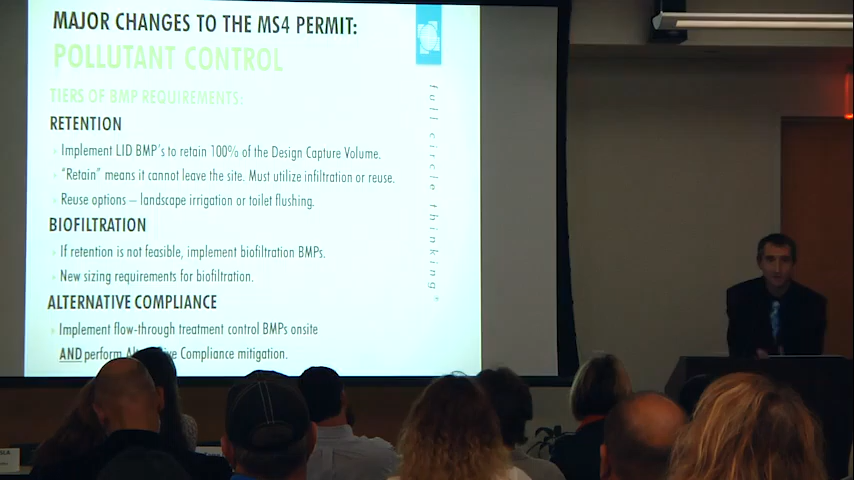 MAJOR CHANGES TO THE MS4 PERMIT:
POLLUTANT CONTROL
TIERS OF BMP REQUIREMENTS:
RETENTION
Implement LID BMP's to retain 100% of the Design Capture Volume.
"Retain" means it cannot leave the site. Must utilize infiltration or reuse.
Reuse options – landscape irrigation or toilet flushing.
BIOFILTRATION
If retention is not feasible, implement biofiltration BMPs.
New sizing requirements for biofiltration.
ALTERNATIVE COMPLIANCE
Implement flow-through treatment control BMPs onsite
AND perform Compliance mitigation.
full circle thinking